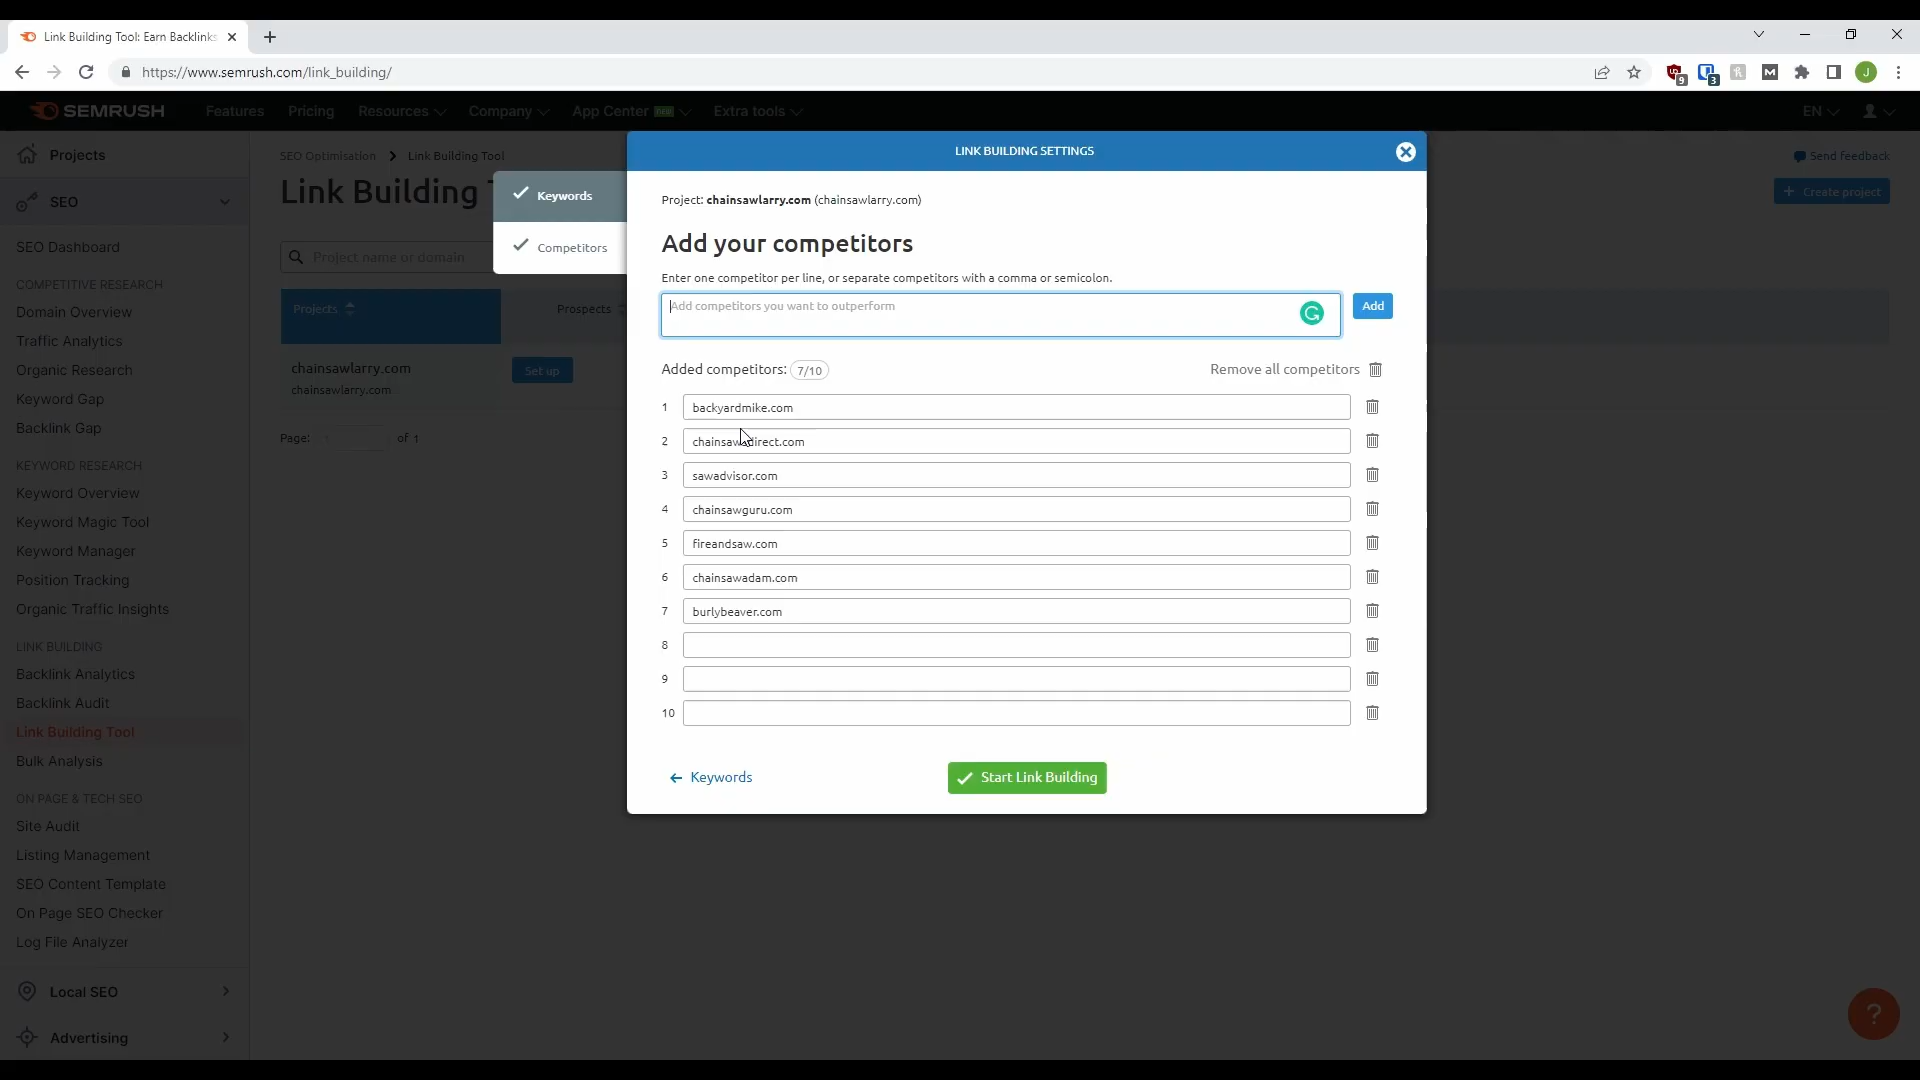 Link Building Tool: Earn Backlinks
https://www.semrush.com/link_building/
9
3
M
J
SEMRUSH
Features
Pricing
Resources
Company
App Center
new
Extra tools
EN
Projects
SEO
SEO Dashboard
COMPETITIVE RESEARCH
Domain Overview
Traffic Analytics
Organic Research
Keyword Gap
Backlink Gap
KEYWORD RESEARCH
Keyword Overview
Keyword Magic Tool
Keyword Manager
Position Tracking
Organic Traffic Insights
LINK BUILDING
Backlink Analytics
Backlink Audit
Link Building Tool
Bulk Analysis
ON PAGE & TECH SEO
Site Audit
Listing Management
SEO Content Template
On Page SEO Checker
Log File Analyzer
Local SEO
Advertising
SEO Optimisation > Link Building Tool
Send feedback
Link Building
+ Create project
Project name or domain
Projects
Prospects
chainsawlarry.com
chainsawlarry.com
Set up
Page: 1 of 1
Keywords
Competitors
LINK BUILDING SETTINGS
Project: chainsawlarry.com (chainsawlarry.com)
Add your competitors
Enter one competitor per line, or separate competitors with a comma or semicolon.
Add competitors you want to outperform
Add
Added competitors: 7/10
Remove all competitors
1 backyardmike.com
2 chainsawsdirect.com
3 sawadvisor.com
4 chainsawguru.com
5 fireandsaw.com
6 chainsawadam.com
7 burlybeaver.com
8
9
10
← Keywords
Start Link Building
?